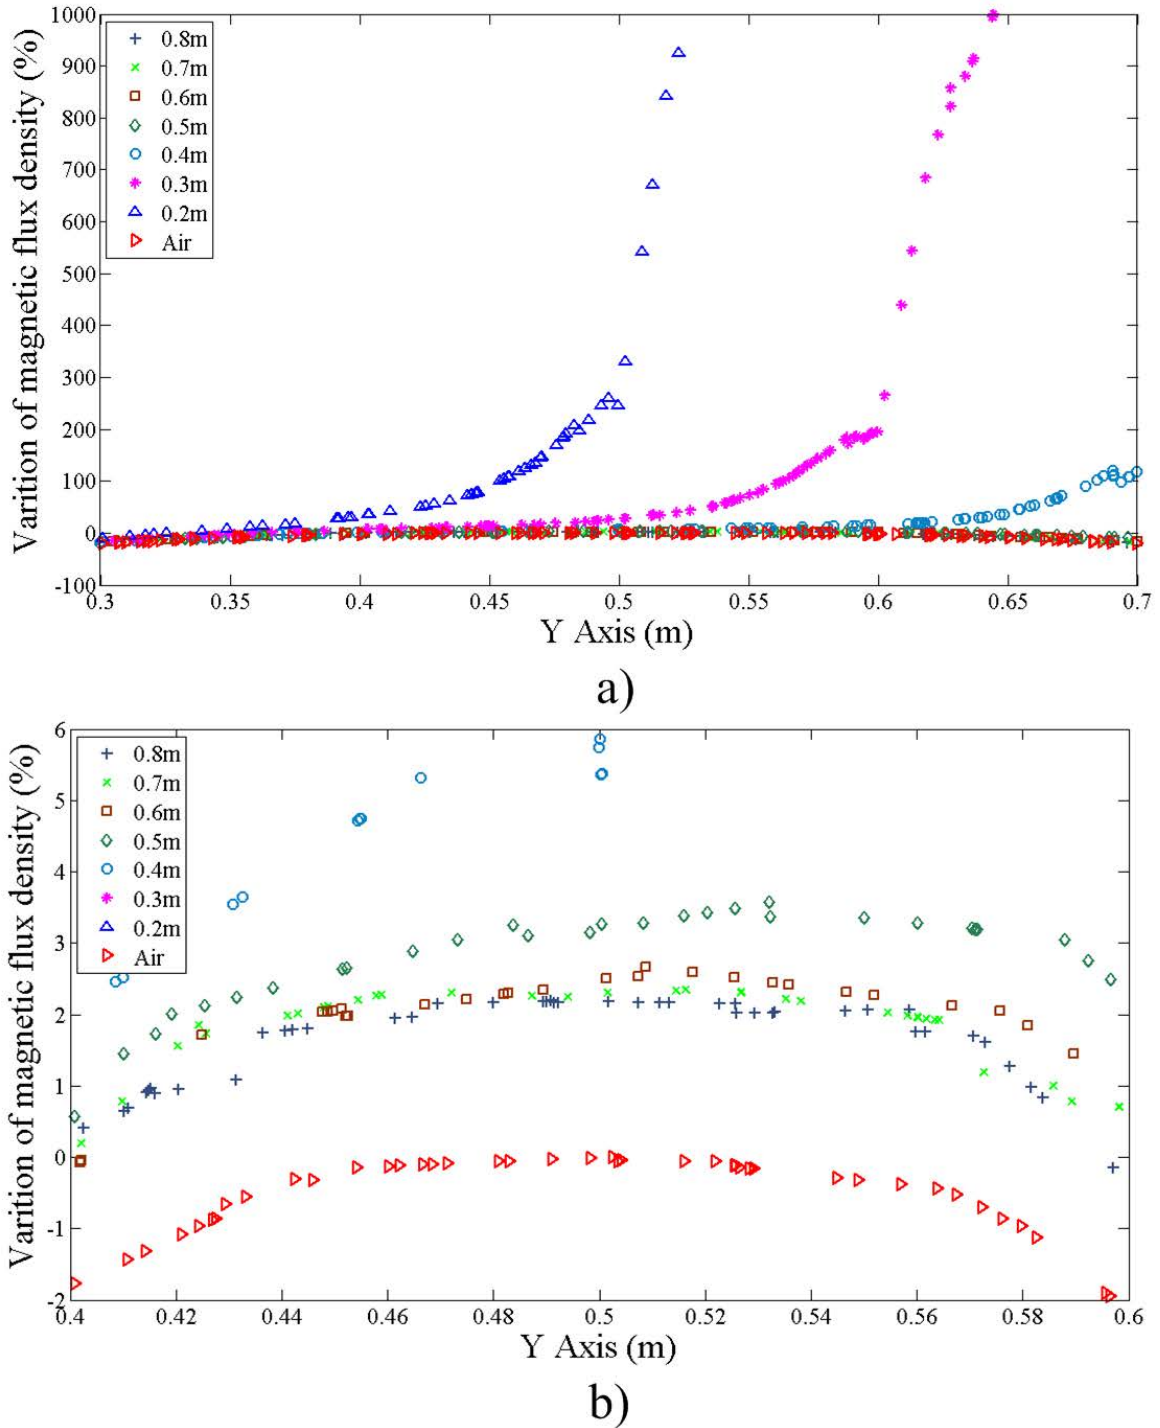 1000
900
800
700
600
500
400
300
200
100
0
-100
Varition of magnetic flux density (%)
0.8m
0.7m
0.6m
0.5m
0.4m
0.3m
0.2m
Air
0.3 0.35 0.4 0.45 0.5 0.55 0.6 0.65 0.7
Y Axis (m)
a)
6
5
4
3
2
1
0
-1
-2
Varition of magnetic flux density (%)
0.8m
0.7m
0.6m
0.5m
0.4m
0.3m
0.2m
Air
0.4 0.42 0.44 0.46 0.48 0.5 0.52 0.54 0.56 0.58 0.6
Y Axis (m)
b)